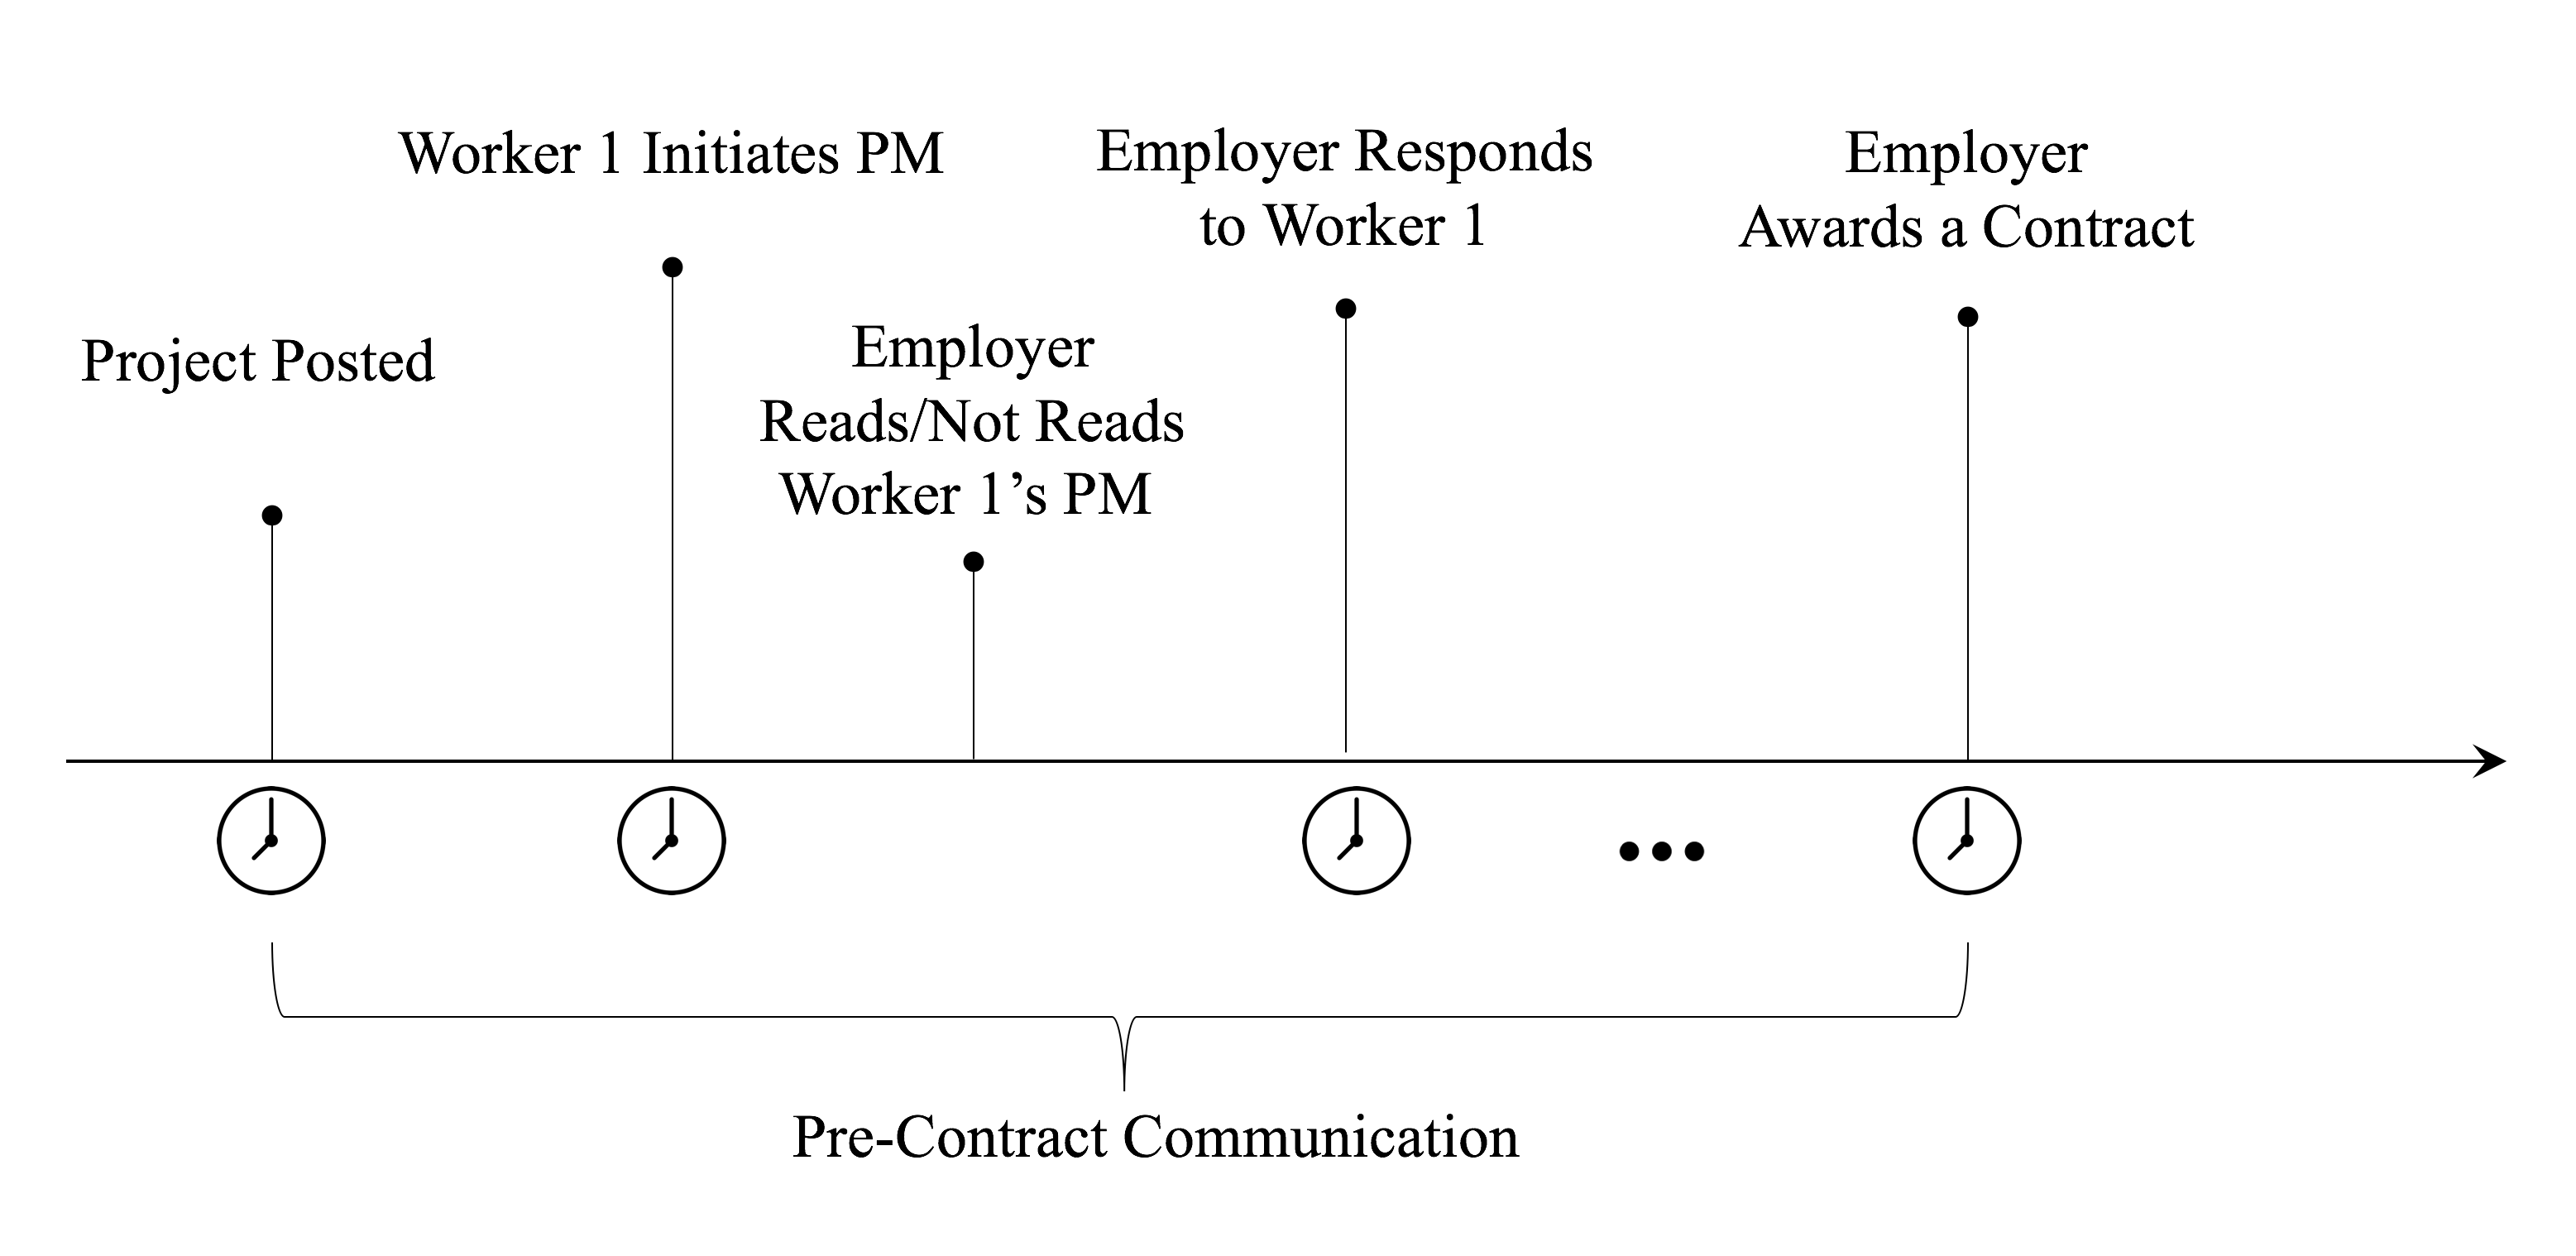 Project Posted
Worker 1 Initiates PM
Employer
Reads/Not Reads
Worker 1’s PM
Employer Responds
to Worker 1
Employer
Awards a Contract
Pre-Contract Communication